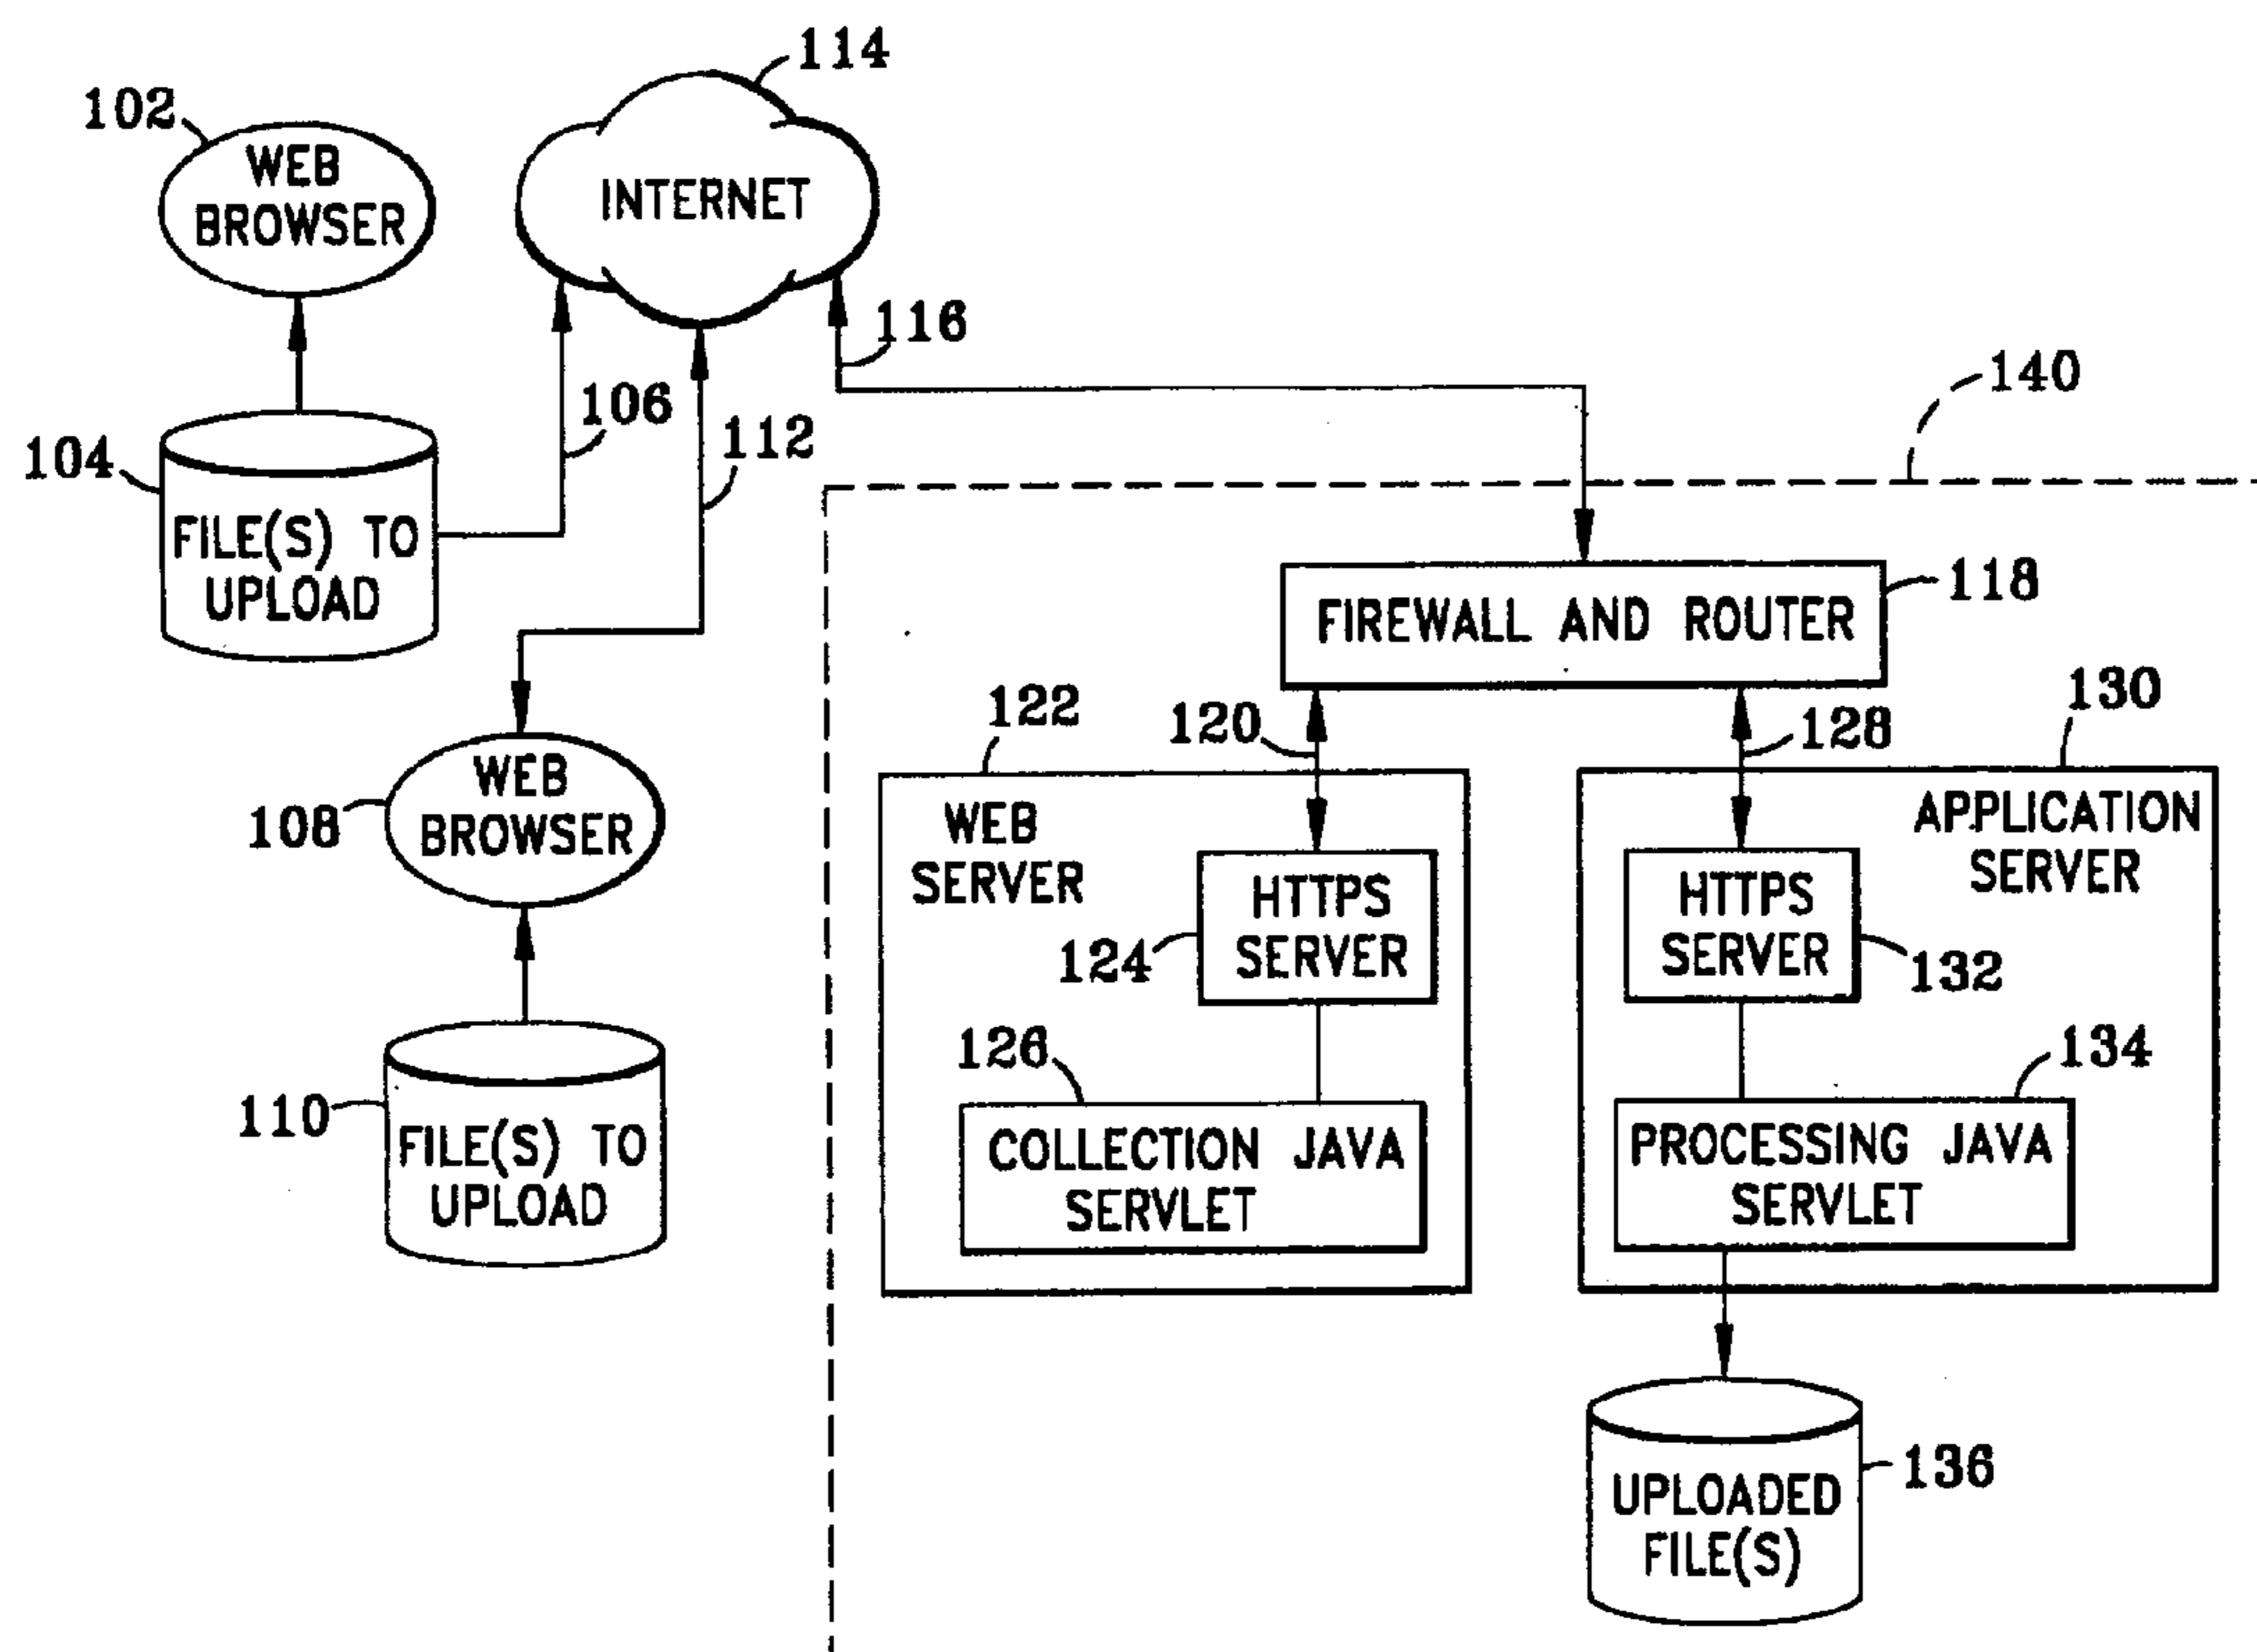 114
102
WEB
BROWSER
INTERNET
116
140
106
112
104
FILE(S) TO
UPLOAD
FIREWALL AND ROUTER
118
130
122
120
128
WEB
BROWSER
108
WEB
SERVER
HTTPS
SERVER
124
APPLICATION
SERVER
HTTPS
SERVER
132
126
134
110
FILE(S) TO
UPLOAD
COLLECTION JAVA
SERVLET
PROCESSING JAVA
SERVLET
UPLOADED
FILE(S)
136